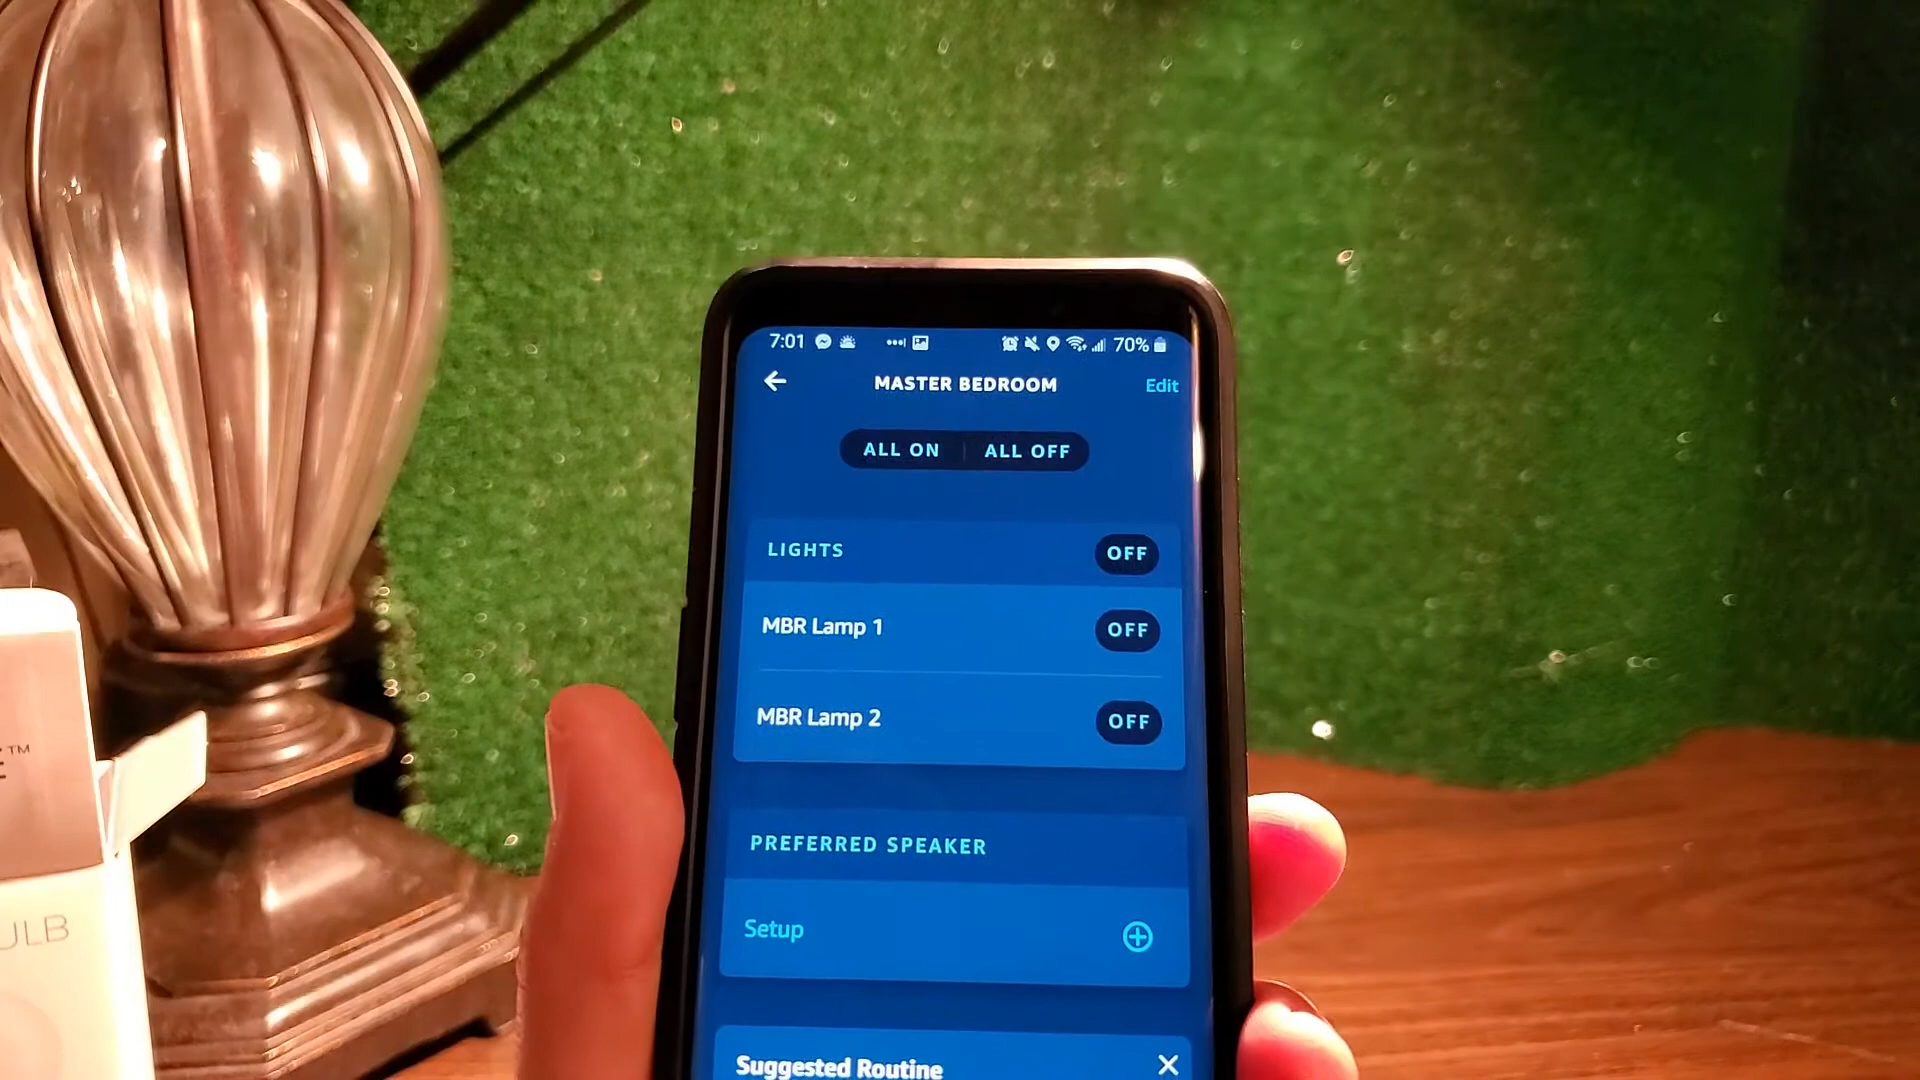 7:01 70%
MASTER BEDROOM Edit
ALL ON ALL OFF
LIGHTS OFF
MBR Lamp 1 OFF
MBR Lamp 2 OFF
PREFERRED SPEAKER
Setup
Suggested Routine
™
ULB